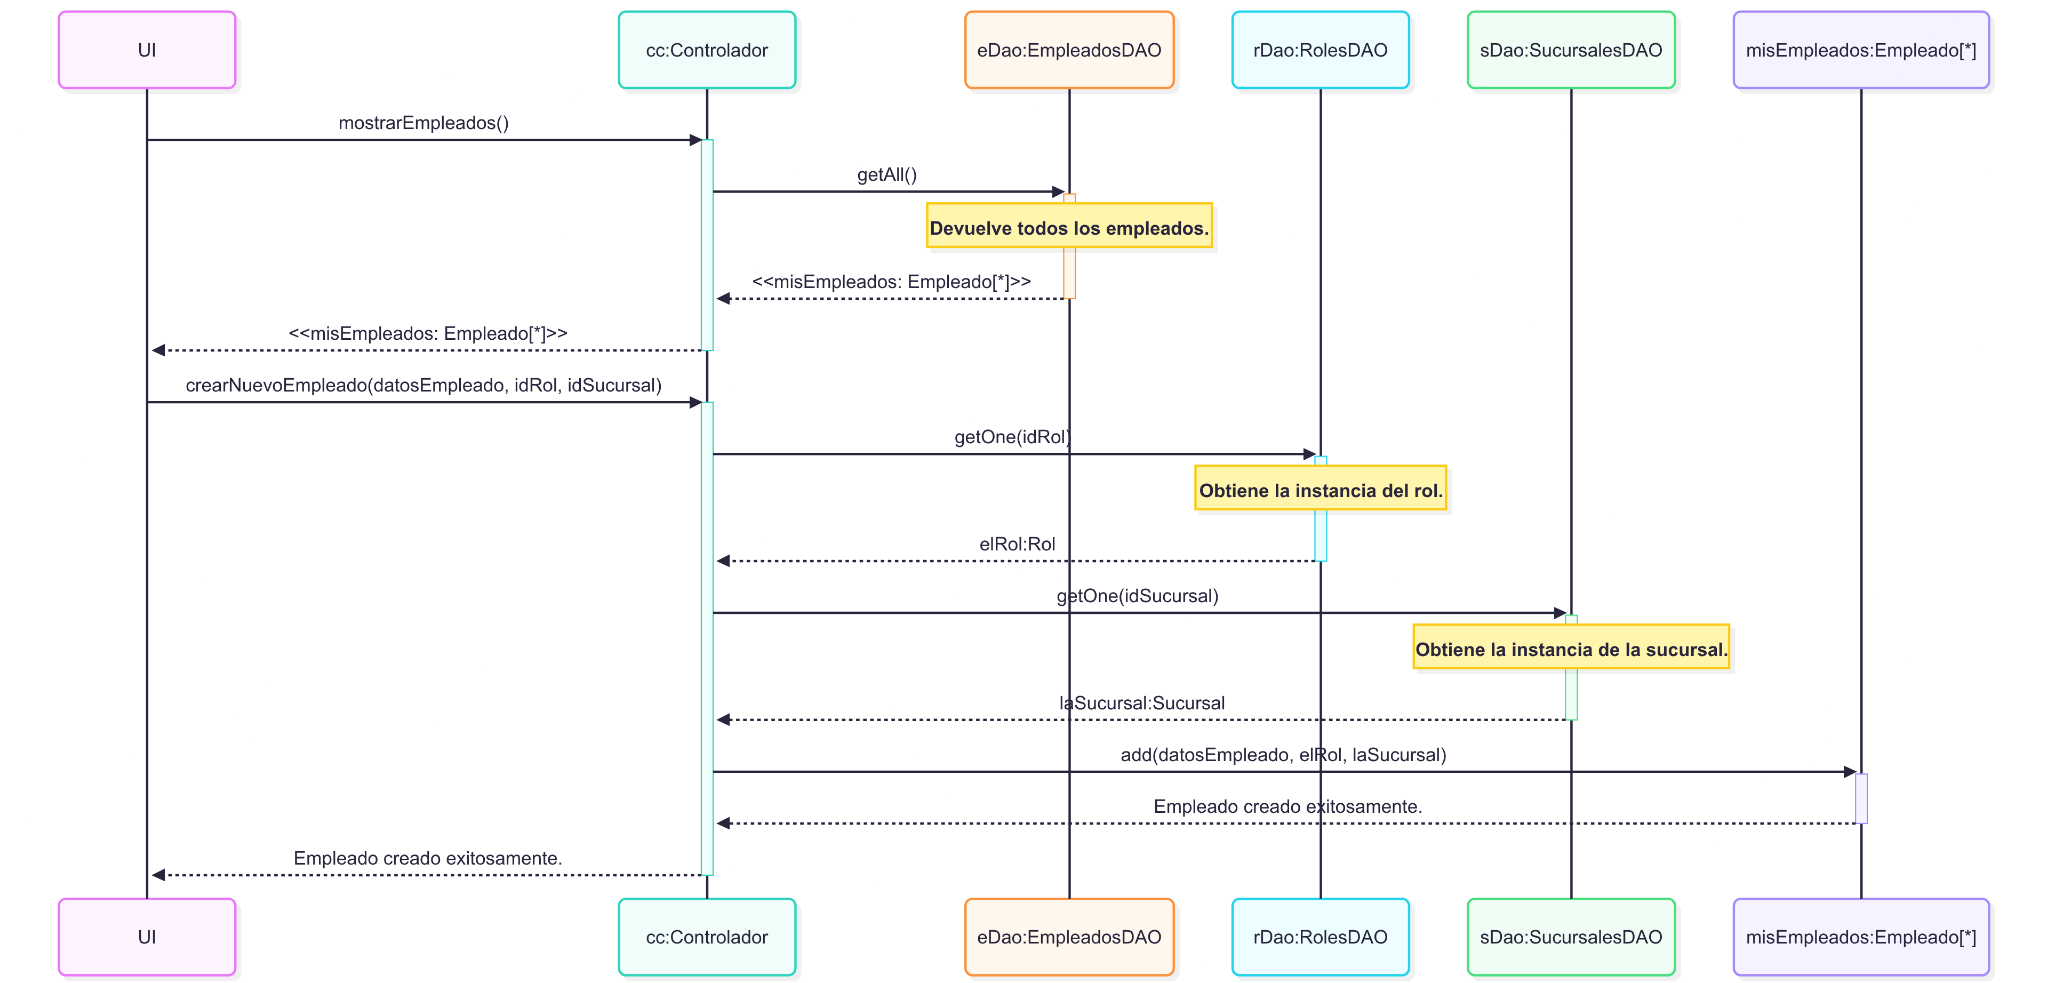 UI
cc:Controlador
eDao:EmpleadosDAO
rDao:RolesDAO
sDao:SucursalesDAO
misEmpleados:Empleado[*]
mostrarEmpleados()
getAll()
Devuelve todos los empleados.
<<misEmpleados: Empleado[*]>>
<<misEmpleados: Empleado[*]>>
crearNuevoEmpleado(datosEmpleado, idRol, idSucursal)
getOne(idRol)
Obtiene la instancia del rol.
elRol:Rol
getOne(idSucursal)
Obtiene la instancia de la sucursal.
laSucursal:Sucursal
add(datosEmpleado, elRol, laSucursal)
Empleado creado exitosamente.
Empleado creado exitosamente.
UI
cc:Controlador
eDao:EmpleadosDAO
rDao:RolesDAO
sDao:SucursalesDAO
misEmpleados:Empleado[*]